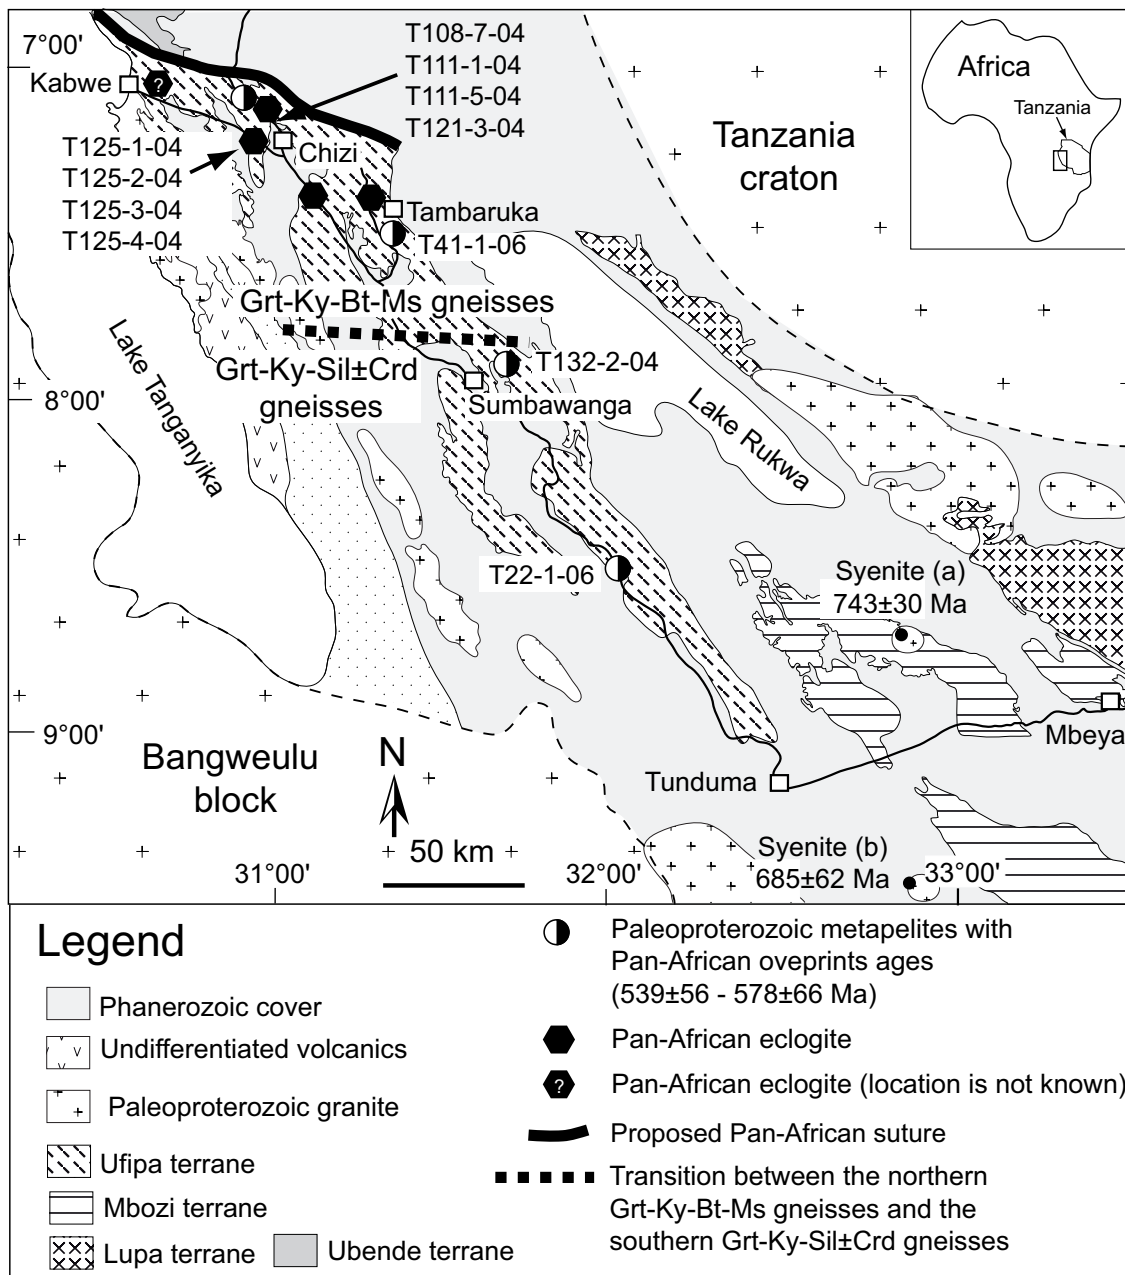 7°00'
Kabwe
?
T108-7-04
T111-1-04
T111-5-04
T121-3-04
Africa
Tanzania
Tanzania
craton
T125-1-04
T125-2-04
T125-3-04
T125-4-04
Chizi
Tambaruka
T41-1-06
Grt-Ky-Bt-Ms gneisses
Grt-Ky-Sil±Crd
gneisses
T132-2-04
Sumbawanga
Lake Tanganyika
8°00'
Lake Rukwa
T22-1-06
Syenite (a)
743±30 Ma
9°00'
Bangweulu
block
N
50 km
Tunduma
Mbeya
Syenite (b)
685±62 Ma
31°00'
32°00'
33°00'
Legend
Phanerozoic cover
Undifferentiated volcanics
Paleoproterozoic granite
Ufipa terrane
Mbozi terrane
Lupa terrane
Ubende terrane
Paleoproterozoic metapelites with
Pan-African oveprints ages
(539±56 - 578±66 Ma)
Pan-African eclogite
?
Pan-African eclogite (location is not known)
Proposed Pan-African suture
Transition between the northern
Grt-Ky-Bt-Ms gneisses and the
southern Grt-Ky-Sil±Crd gneisses